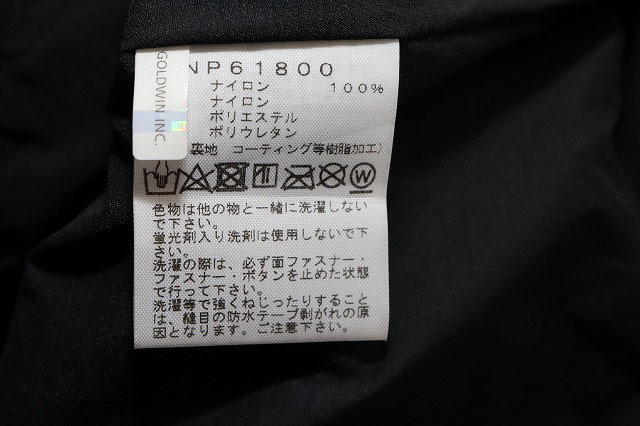 GOLDWIN INC.
NP61800
ナイロン 100%
ナイロン
ポリエステル
ポリウレタン
裏地 コーティング等樹脂加工)
W
色物は他の物と一緒に洗濯しない
で下さい。
蛍光剤入り洗剤は使用しないで下
さい。
洗濯の際は、必ず面ファスナー・
ファスナー・ボタンを止めた状態
で行って下さい。
洗濯等で強くねじったりすること
は、縫目の防水テープ剥がれの原
因となります。ご注意下さい。